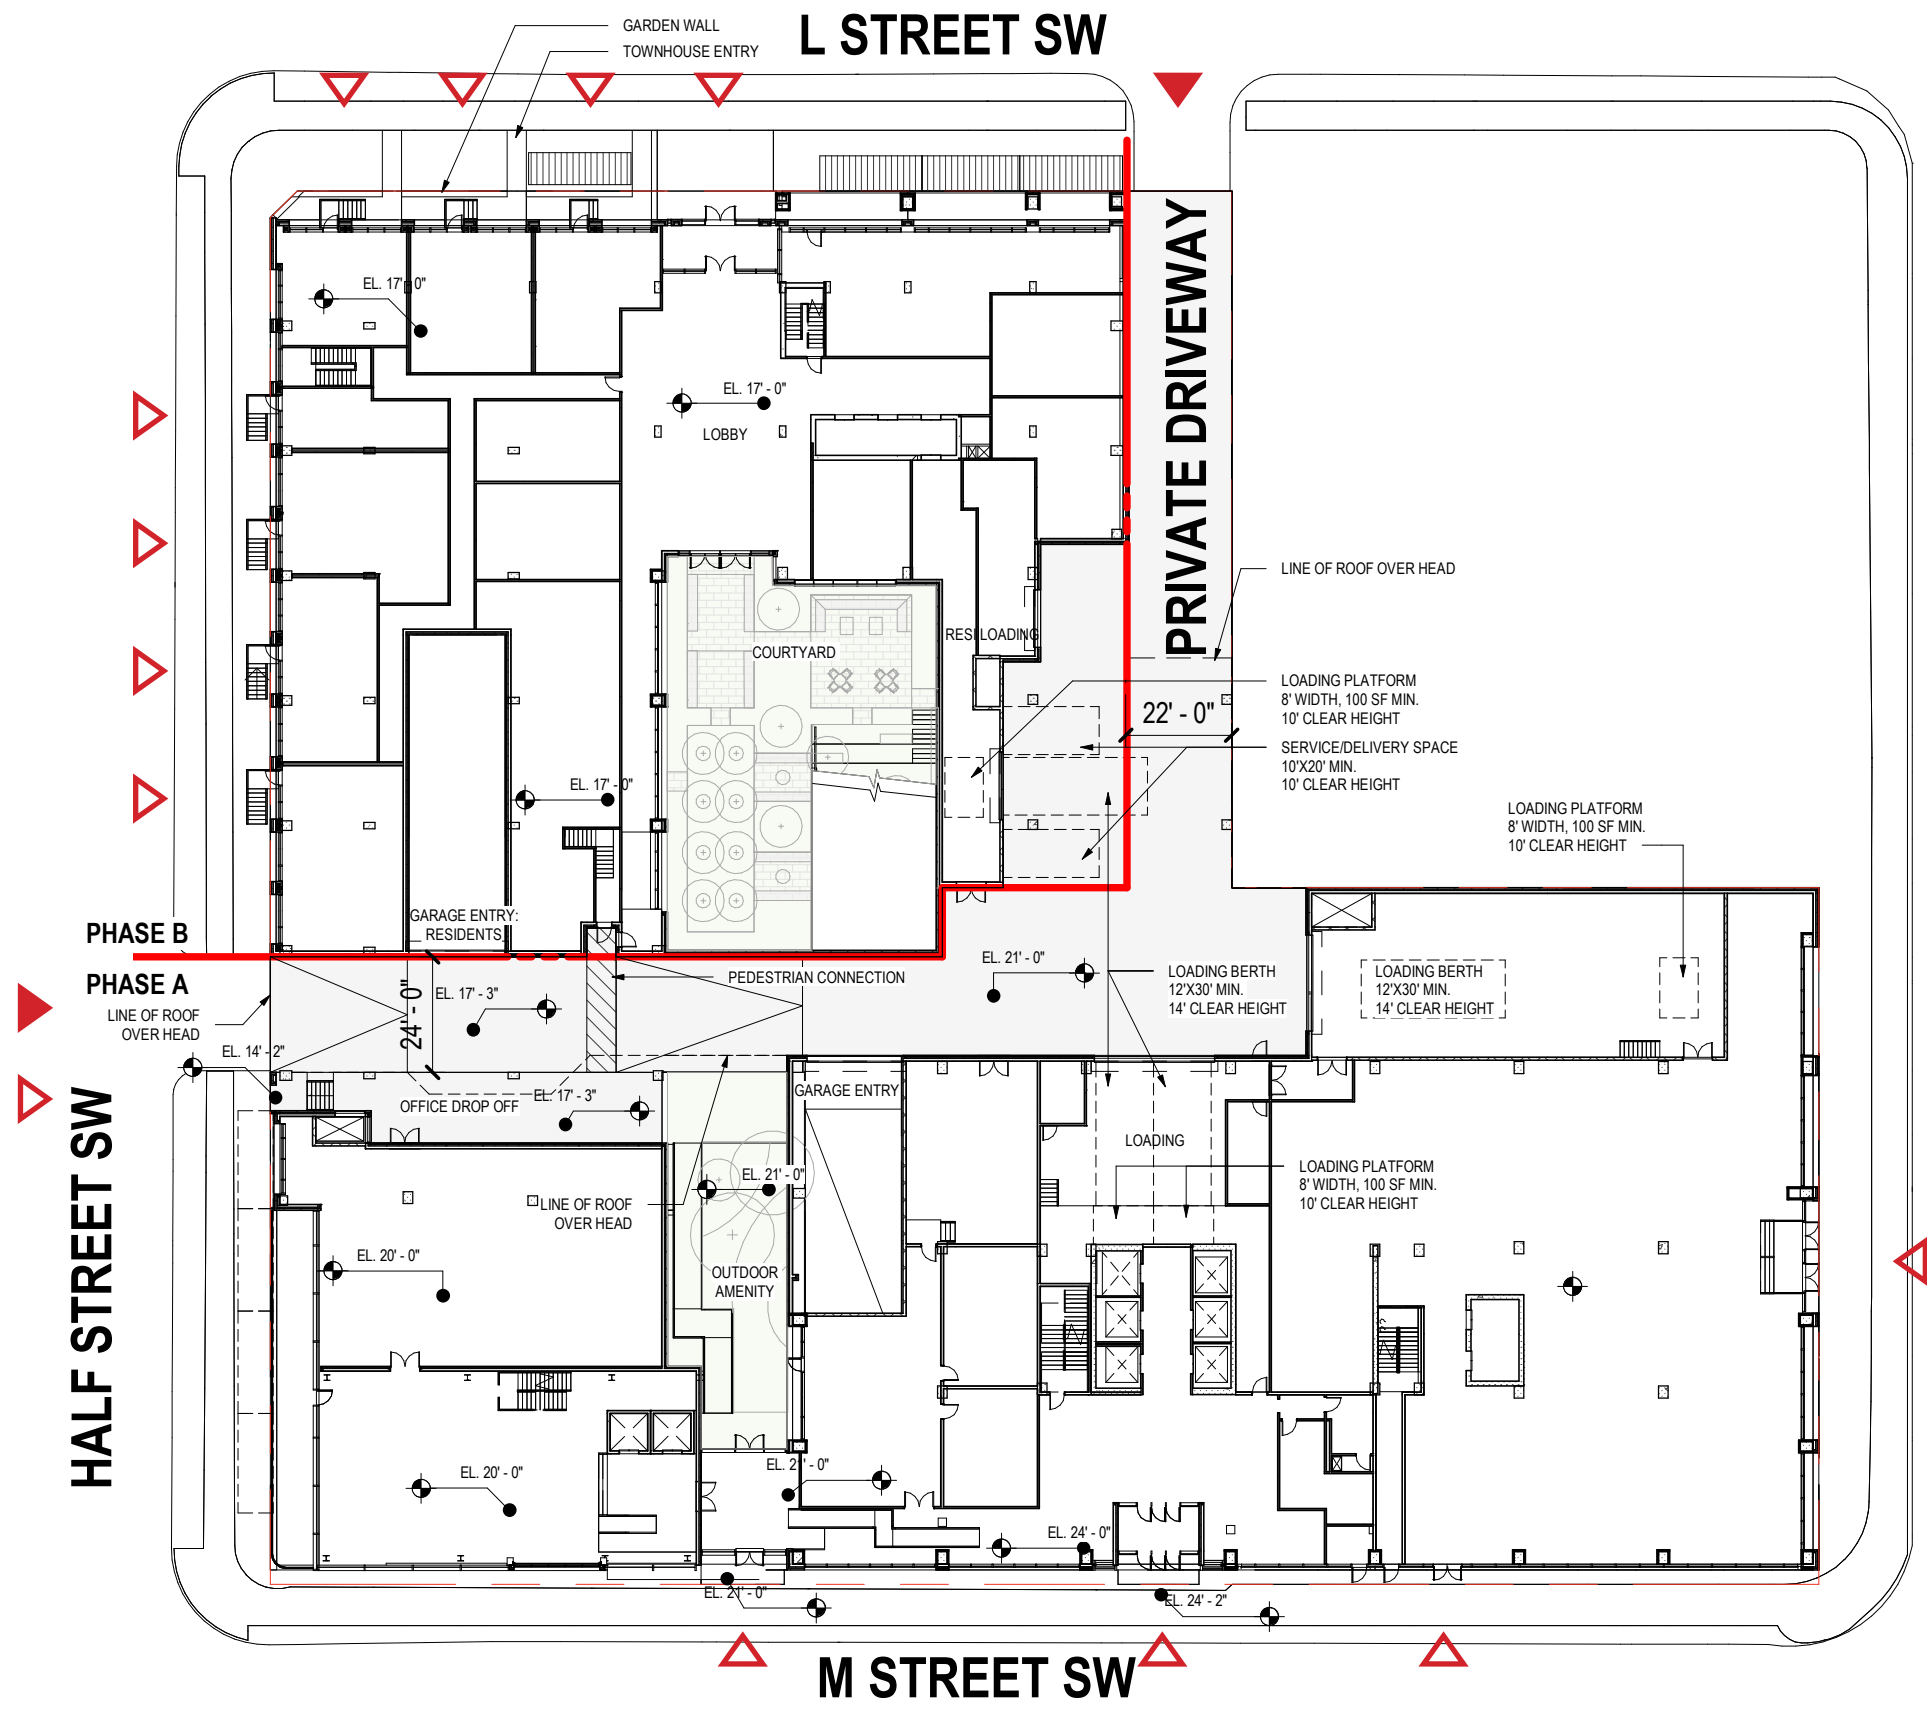 GARDEN WALL
TOWNHOUSE ENTRY
L STREET SW
PRIVATE DRIVEWAY
EL. 17' - 0"
EL. 17' - 0"
LOBBY
LINE OF ROOF OVER HEAD
RESI LOADING
COURTYARD
LOADING PLATFORM
8' WIDTH, 100 SF MIN.
10' CLEAR HEIGHT
22' - 0"
SERVICE/DELIVERY SPACE
10'X20' MIN.
10' CLEAR HEIGHT
EL. 17' - 0"
LOADING PLATFORM
8' WIDTH, 100 SF MIN.
10' CLEAR HEIGHT
GARAGE ENTRY:
RESIDENTS
PHASE B
PHASE A
PEDESTRIAN CONNECTION
EL. 21' - 0"
LOADING BERTH
12'X30' MIN.
14' CLEAR HEIGHT
LOADING BERTH
12'X30' MIN.
14' CLEAR HEIGHT
EL. 17' - 3"
24' - 0"
LINE OF ROOF
OVER HEAD
EL. 14' - 2"
OFFICE DROP OFF
EL. 17' - 3"
GARAGE ENTRY
LOADING
LOADING PLATFORM
8' WIDTH, 100 SF MIN.
10' CLEAR HEIGHT
EL. 21' - 0"
LINE OF ROOF
OVER HEAD
HALF STREET SW
EL. 20' - 0"
OUTDOOR
AMENITY
EL. 20' - 0"
EL. 21' - 0"
EL. 24' - 0"
EL. 21' - 0"
EL. 24' - 2"
M STREET SW